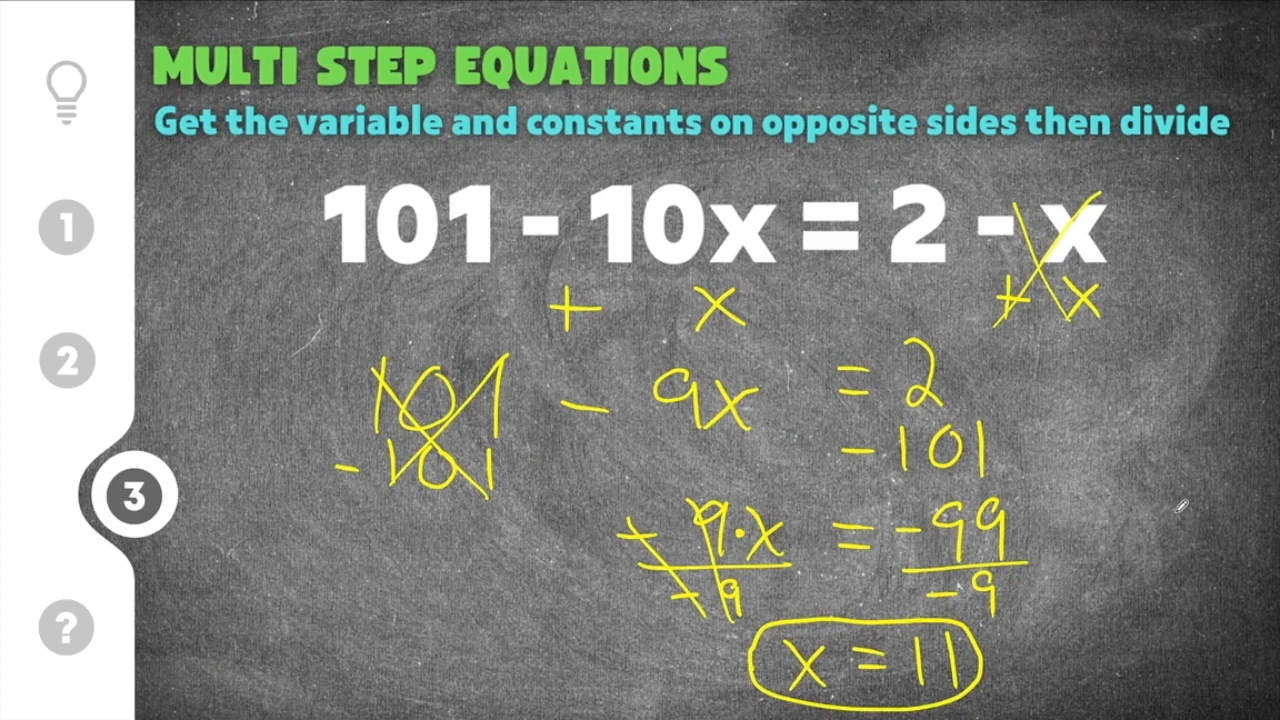 MULTI STEP EQUATIONS
Get the variable and constants on opposite sides then divide
1
101 - 10x = 2 - x
+ x + x
2
101 - 9x = 2
- 101 - 101
3
- 9·x = -99
- 9 - 9
?
x = 11